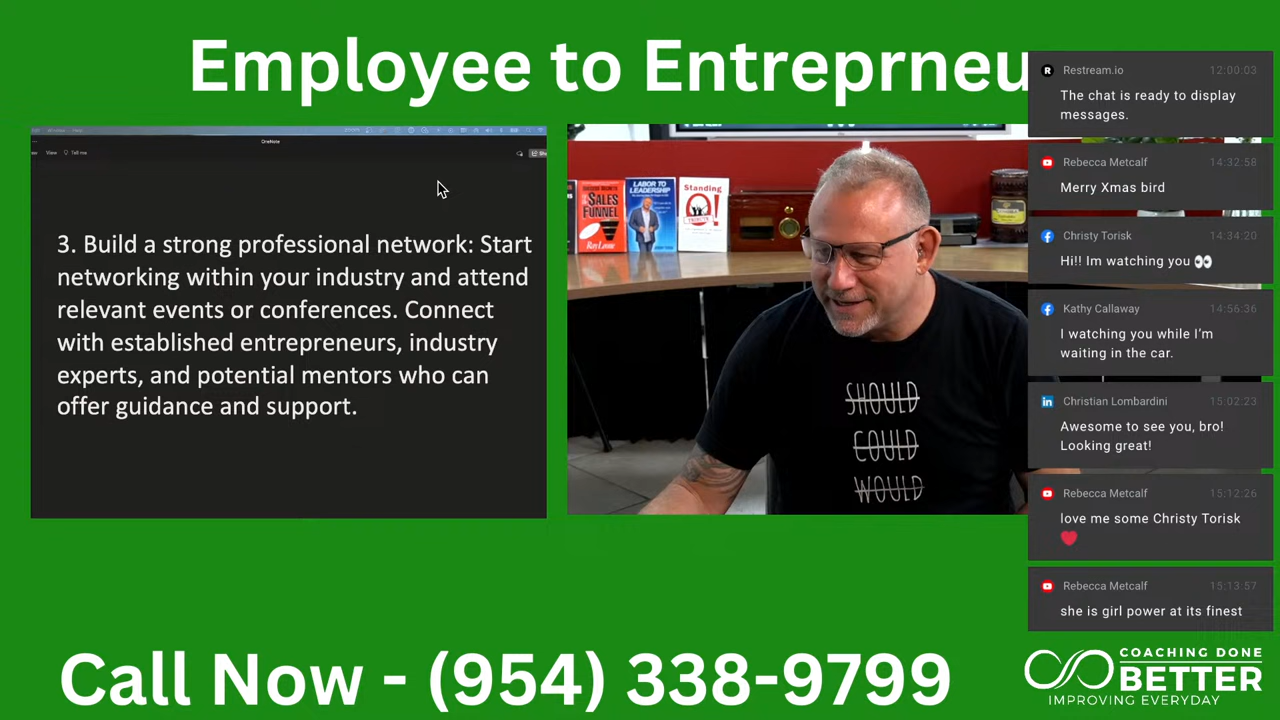 Employee to Entreprneu
OneNote
View Tell me
3. Build a strong professional network: Start
networking within your industry and attend
relevant events or conferences. Connect
with established entrepreneurs, industry
experts, and potential mentors who can
offer guidance and support.
SALES
FUNNEL
RayLeone
LABOR TO
LEADERSHIP
Standing
O!
SHOULD
COULD
WOULD
R Restream.io 12:00:03
The chat is ready to display
messages.
Rebecca Metcalf 14:32:58
Merry Xmas bird
Christy Torisk 14:34:20
Hi!! Im watching you 👀
Kathy Callaway 14:56:36
I watching you while I’m
waiting in the car.
in Christian Lombardini 15:02:23
Awesome to see you, bro!
Looking great!
Rebecca Metcalf 15:12:26
love me some Christy Torisk
❤️
Rebecca Metcalf 15:13:57
she is girl power at its finest
Call Now - (954) 338-9799
COACHING DONE
BETTER
IMPROVING EVERYDAY